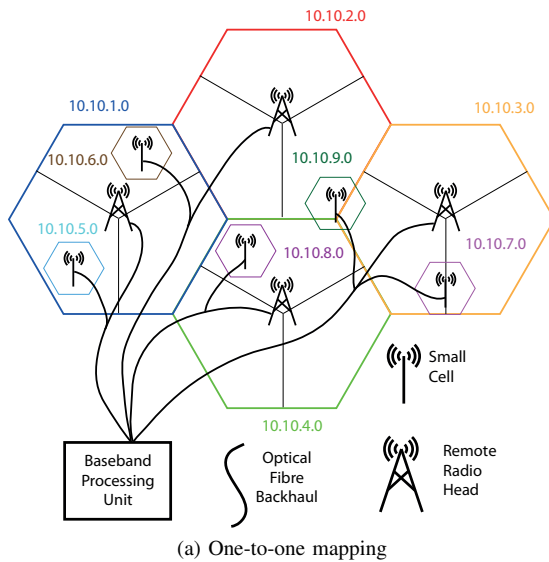 10.10.2.0
10.10.1.0
10.10.3.0
10.10.6.0
10.10.9.0
10.10.5.0
10.10.8.0
10.10.7.0
Small
Cell
10.10.4.0
Baseband
Processing
Unit
Optical
Fibre
Backhaul
Remote
Radio
Head
(a) One-to-one mapping